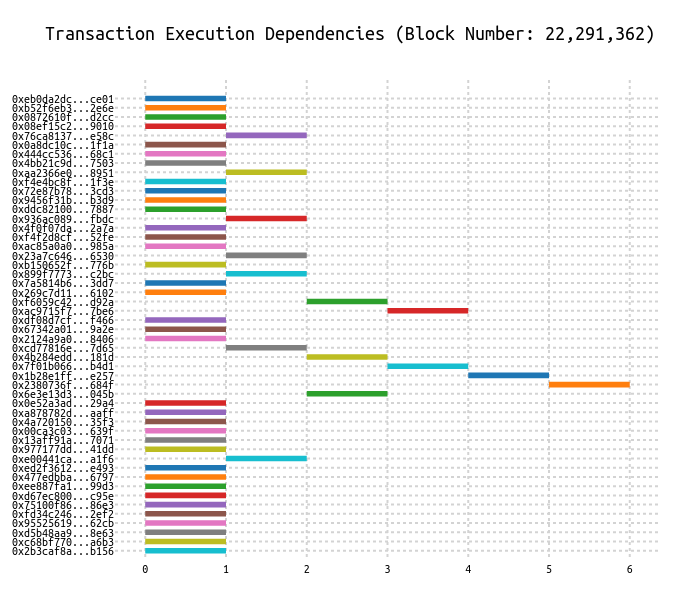 Transaction Execution Dependencies (Block Number: 22,291,362)
0xeb0da2dc...ce01
0xb52f6eb3...2e6e
0x0872610f...d2cc
0x08ef15c2...9010
0x76ca8137...e58c
0x0a8dc10c...1f1a
0x444cc536...68c1
0x4bb21c9d...7503
0xaa2366e0...8951
0xf4e4bc8f...1f3e
0x72e87b78...3cd3
0x9456f31b...b3d9
0xddc82100...7887
0x936ac089...fbdc
0x4f0f07da...2a7a
0xf4f2d8cf...52fe
0xac85a0a0...985a
0x23a7c646...6530
0xb150652f...776b
0x899f7773...c2bc
0x7a5814b6...3dd7
0x269c7d11...6102
0xf6059c42...d92a
0xac9715f7...7be6
0xdf08d7cf...f466
0x67342a01...9a2e
0x2124a9a0...8406
0xcd77816e...7d65
0x4b284edd...181d
0x7f01b066...b4d1
0x1b28e1ff...e257
0x2380736f...684f
0x6e3e13d3...045b
0x0e52a3ad...29a4
0xa878782d...aaff
0x4a720150...35f3
0x00ca3c03...639f
0x13aff91a...7071
0x977177dd...41dd
0xe00441ca...a1f6
0xed2f3612...e493
0x477edbba...6797
0xee887fa1...99d3
0xd67ec800...c95e
0x75100f86...86e3
0xfd34c246...2ef2
0x95525619...62cb
0xd5b48aa9...8e63
0xc68bf770...a6b3
0x2b3caf8a...b156
0 1 2 3 4 5 6